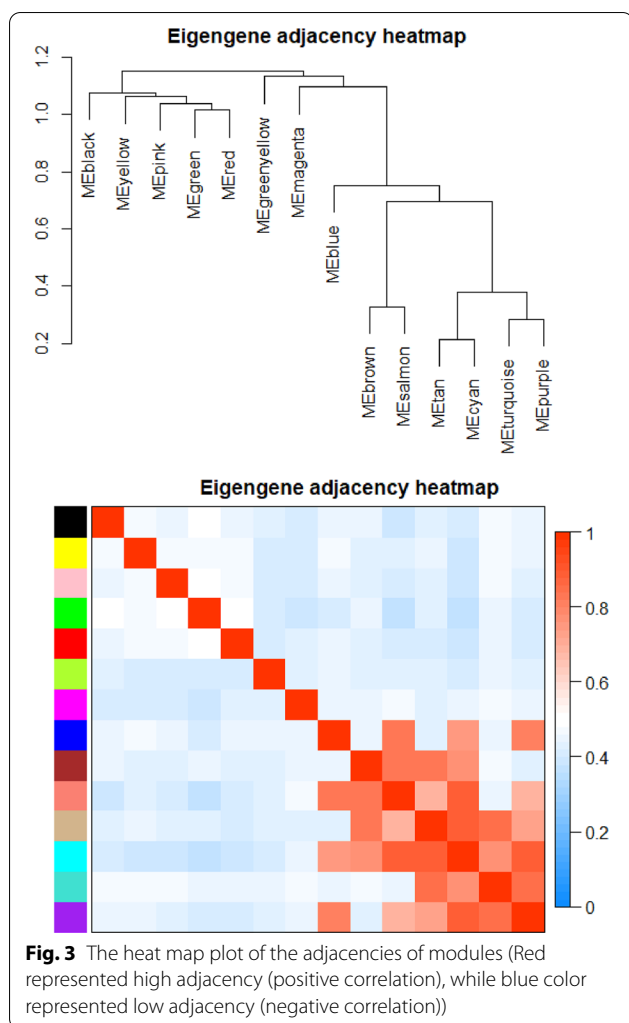 Eigengene adjacency heatmap
1.2
1.0
0.8
0.6
0.4
0.2
MEblack
MEyellow
MEpink
MEgreen
MEred
MEgreenyellow
MEmagenta
MEblue
MEbrown
MEsalmon
MEtan
MEcyan
MEturquoise
MEpurple
Eigengene adjacency heatmap
1
0.8
0.6
0.4
0.2
0
Fig. 3 The heat map plot of the adjacencies of modules (Red
represented high adjacency (positive correlation), while blue color
represented low adjacency (negative correlation))